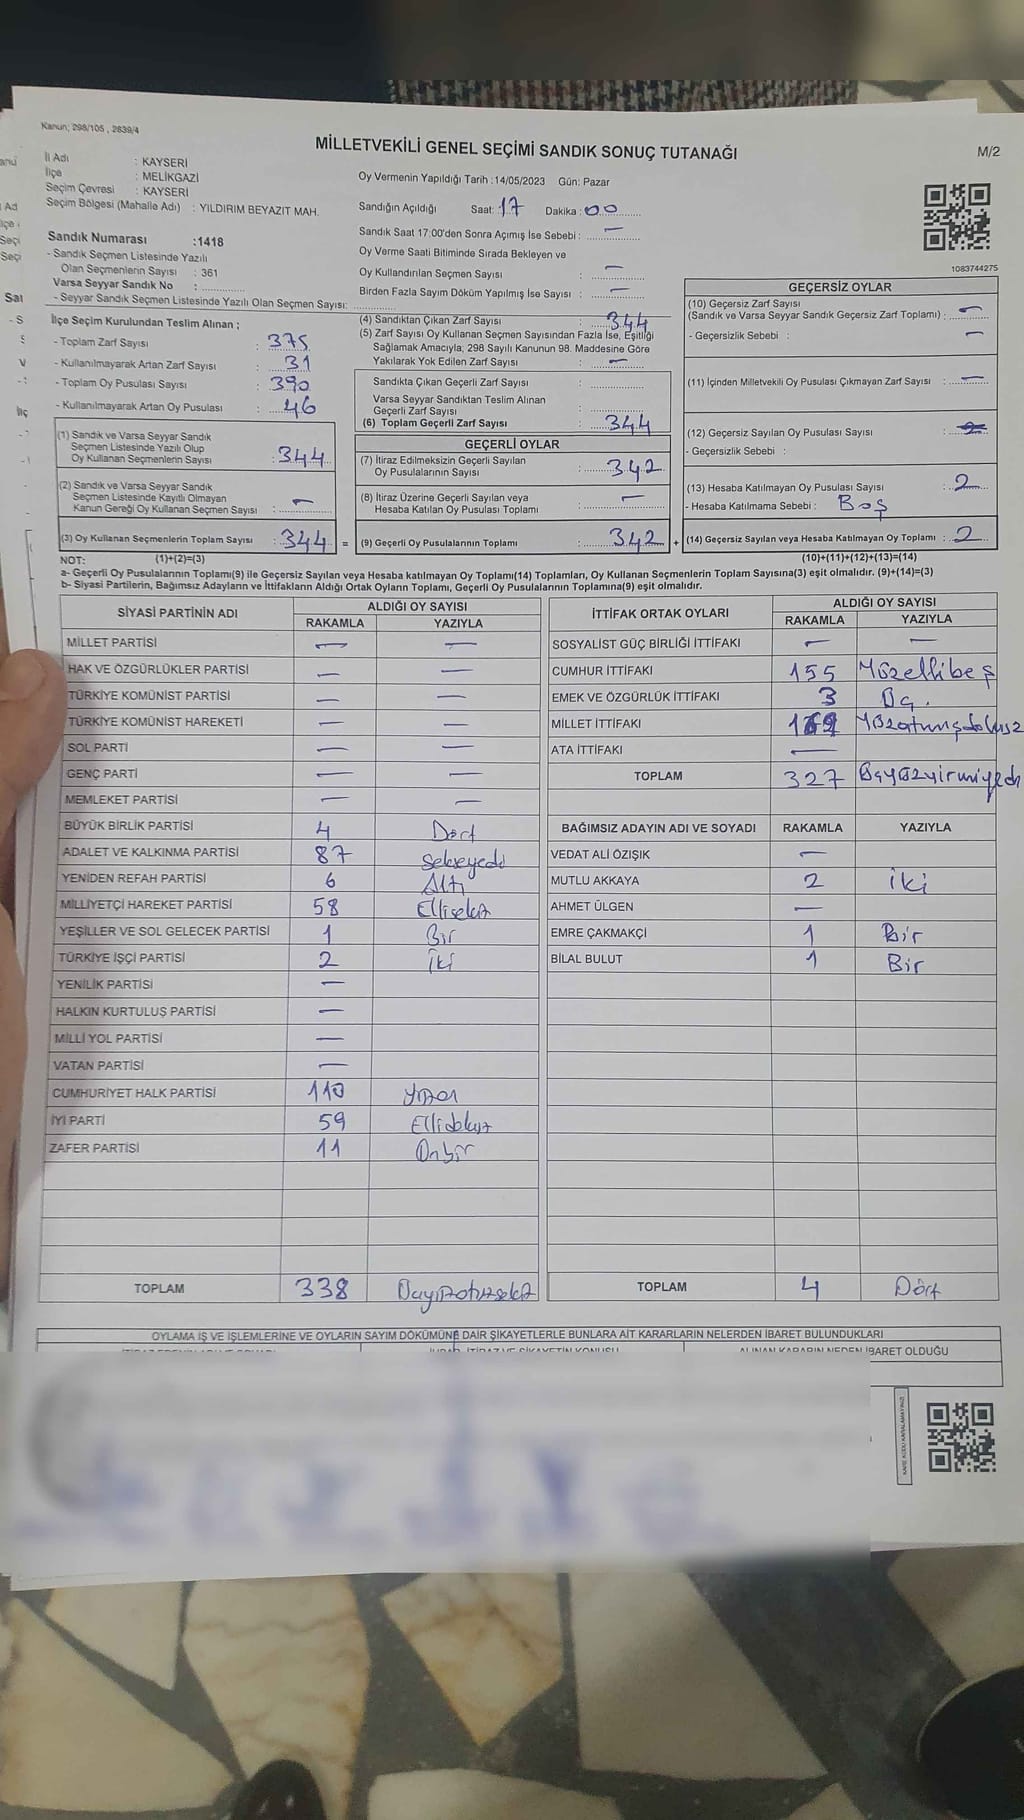 Kanun; 298/105 , 2839/4
MİLLETVEKİLİ GENEL SEÇİMİ SANDIK SONUÇ TUTANAĞI
M/2
İl Adı : KAYSERİ
İlçe : MELİKGAZİ
Seçim Çevresi : KAYSERİ
Seçim Bölgesi (Mahalle Adı) : YILDIRIM BEYAZIT MAH.
Oy Vermenin Yapıldığı Tarih :14/05/2023 Gün: Pazar
Sandığın Açıldığı Saat: 17 Dakika : 00
Sandık Saat 17:00'den Sonra Açılmış İse Sebebi : —
Oy Verme Saati Bitiminde Sırada Bekleyen ve
Oy Kullandırılan Seçmen Sayısı : —
Birden Fazla Sayım Döküm Yapılmış İse Sayısı : —
1083744275
Sandık Numarası :1418
- Sandık Seçmen Listesinde Yazılı
Olan Seçmenlerin Sayısı : 361
Varsa Seyyar Sandık No :
- Seyyar Sandık Seçmen Listesinde Yazılı Olan Seçmen Sayısı:
İlçe Seçim Kurulundan Teslim Alınan ;
- Toplam Zarf Sayısı : 375
- Kullanılmayarak Artan Zarf Sayısı : 31
- Toplam Oy Pusulası Sayısı : 390
- Kullanılmayarak Artan Oy Pusulası : 46
(1) Sandık ve Varsa Seyyar Sandık
Seçmen Listesinde Yazılı Olup
Oy Kullanan Seçmenlerin Sayısı : 344
(2) Sandık ve Varsa Seyyar Sandık
Seçmen Listesinde Kayıtlı Olmayan
Kanun Gereği Oy Kullanan Seçmen Sayısı : —
(3) Oy Kullanan Seçmenlerin Toplam Sayısı : 344 =
(4) Sandıktan Çıkan Zarf Sayısı : 344
(5) Zarf Sayısı Oy Kullanan Seçmen Sayısından Fazla İse, Eşitliği
Sağlamak Amacıyla; 298 Sayılı Kanunun 98. Maddesine Göre
Yakılarak Yok Edilen Zarf Sayısı : —
Sandıkta Çıkan Geçerli Zarf Sayısı :
Varsa Seyyar Sandıktan Teslim Alınan
Geçerli Zarf Sayısı :
(6) Toplam Geçerli Zarf Sayısı : 344
GEÇERLİ OYLAR
(7) İtiraz Edilmeksizin Geçerli Sayılan
Oy Pusulalarının Sayısı : 342
(8) İtiraz Üzerine Geçerli Sayılan veya
Hesaba Katılan Oy Pusulası Toplamı : —
(9) Geçerli Oy Pusulalarının Toplamı : 342 +
GEÇERSİZ OYLAR
(10) Geçersiz Zarf Sayısı
(Sandık ve Varsa Seyyar Sandık Geçersiz Zarf Toplamı) : —
- Geçersizlik Sebebi : —
(11) İçinden Milletvekili Oy Pusulası Çıkmayan Zarf Sayısı : —
(12) Geçersiz Sayılan Oy Pusulası Sayısı :
- Geçersizlik Sebebi :
(13) Hesaba Katılmayan Oy Pusulası Sayısı : 2
- Hesaba Katılmama Sebebi : Boş
(14) Geçersiz Sayılan veya Hesaba Katılmayan Oy Toplamı : 2
NOT: (1)+(2)=(3) (10)+(11)+(12)+(13)=(14)
a- Geçerli Oy Pusulalarının Toplamı(9) ile Geçersiz Sayılan veya Hesaba katılmayan Oy Toplamı(14) Toplamları, Oy Kullanan Seçmenlerin Toplam Sayısına(3) eşit olmalıdır. (9)+(14)=(3)
b- Siyasi Partilerin, Bağımsız Adayların ve İttifakların Aldığı Ortak Oyların Toplamı, Geçerli Oy Pusulalarının Toplamına(9) eşit olmalıdır.
SİYASİ PARTİNİN ADI ALDIĞI OY SAYISI
RAKAMLA YAZIYLA
MİLLET PARTİSİ — —
HAK VE ÖZGÜRLÜKLER PARTİSİ — —
TÜRKİYE KOMÜNİST PARTİSİ — —
TÜRKİYE KOMÜNİST HAREKETİ — —
SOL PARTİ — —
GENÇ PARTİ — —
MEMLEKET PARTİSİ — —
BÜYÜK BİRLİK PARTİSİ 4 Dört
ADALET VE KALKINMA PARTİSİ 87 Seksenyedi
YENİDEN REFAH PARTİSİ 6 Altı
MİLLİYETÇİ HAREKET PARTİSİ 58 Ellisekiz
YEŞİLLER VE SOL GELECEK PARTİSİ 1 Bir
TÜRKİYE İŞÇİ PARTİSİ 2 İki
YENİLİK PARTİSİ —
HALKIN KURTULUŞ PARTİSİ —
MİLLİ YOL PARTİSİ —
VATAN PARTİSİ —
CUMHURİYET HALK PARTİSİ 110 Yüzon
İYİ PARTİ 59 Ellidokuz
ZAFER PARTİSİ 11 Onbir
TOPLAM 338 Üçyüzotuzsekiz
İTTİFAK ORTAK OYLARI ALDIĞI OY SAYISI
RAKAMLA YAZIYLA
SOSYALİST GÜÇ BİRLİĞİ İTTİFAKI — —
CUMHUR İTTİFAKI 155 Yüzellibeş
EMEK VE ÖZGÜRLÜK İTTİFAKI 3 Üç.
MİLLET İTTİFAKI 169 Yüzatmışdokuz
ATA İTTİFAKI —
TOPLAM 327 Üçyüzyirmiyedi
BAĞIMSIZ ADAYIN ADI VE SOYADI RAKAMLA YAZIYLA
VEDAT ALİ ÖZIŞIK —
MUTLU AKKAYA 2 İki
AHMET ÜLGEN —
EMRE ÇAKMAKÇİ 1 Bir
BİLAL BULUT 1 Bir
TOPLAM 4 Dört
OYLAMA İŞ VE İŞLEMLERİNE VE OYLARIN SAYIM DÖKÜMÜNE DAİR ŞİKAYETLERLE BUNLARA AİT KARARLARIN NELERDEN İBARET BULUNDUKLARI
ALINAN KARARIN NEDEN İBARET OLDUĞU
KARE KODU KARALAMAYINIZ!